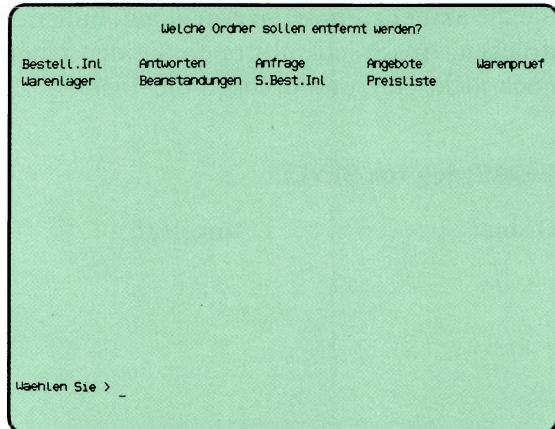 Welche Ordner sollen entfernt werden?
Bestell.Inl Antworten Anfrage Angebote Warenpruef
Warenlager Beanstandungen S.Best.Inl Preisliste
Waehlen Sie > _